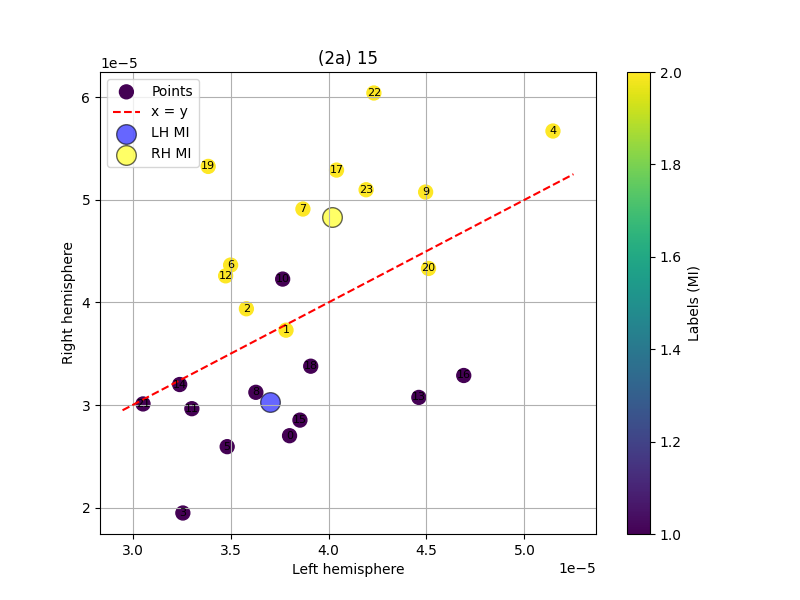 (2a) 15
1e−5
Points
x = y
LH MI
RH MI
22
4
19
17
23
9
7
6
12
20
2
1
6
5
4
3
2
3.0
3.5
4.0
4.5
5.0
1e−5
Left hemisphere
Right hemisphere
2.0
1.8
1.6
1.4
1.2
1.0
Labels (MI)